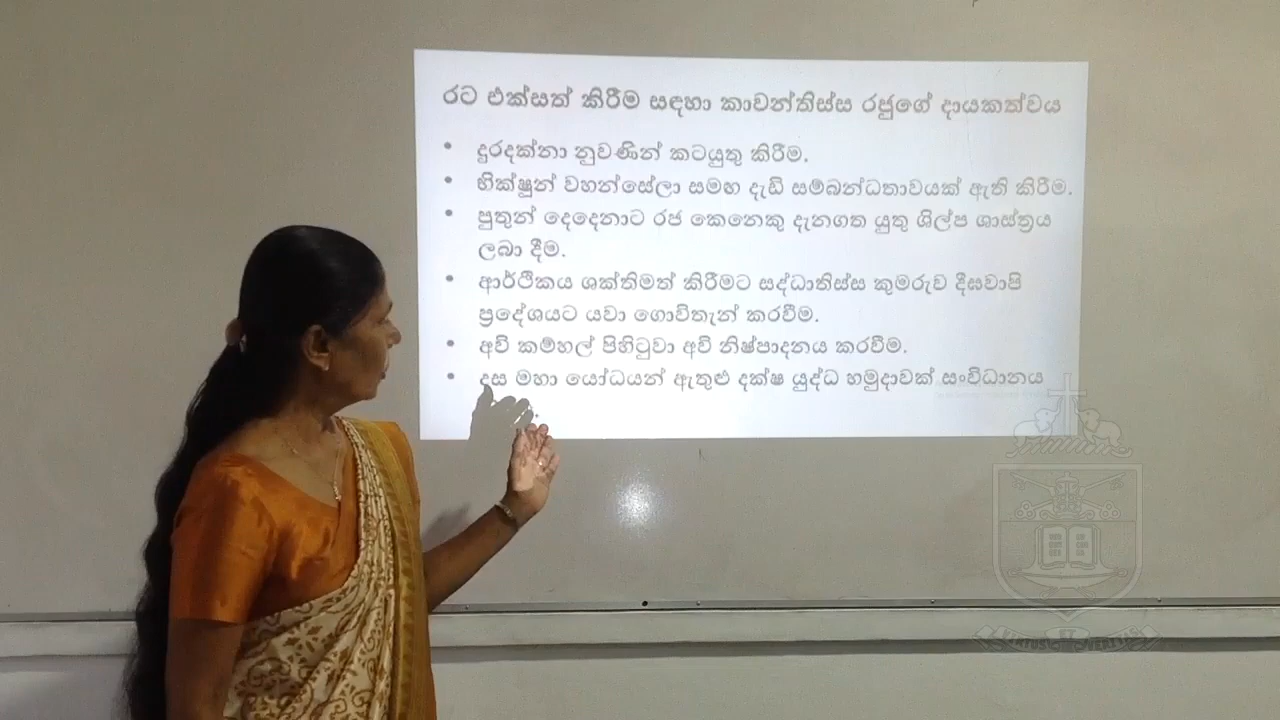 රට එක්සත් කිරීම සඳහා කාවන්තිස්ස රජුගේ දායකත්වය
• දුරදක්නා නුවණින් කටයුතු කිරීම.
• භික්ෂූන් වහන්සේලා සමඟ දැඩි සම්බන්ධතාවයක් ඇති කිරීම.
• පුතුන් දෙදෙනාට රජ කෙනෙකු දැනගත යුතු ශිල්ප ශාස්ත්‍රය
ලබා දීම.
• ආර්ථිකය ශක්තිමත් කිරීමට සද්ධාතිස්ස කුමරුව දීඝවාපි
ප්‍රදේශයට යවා ගොවිතැන් කරවීම.
• අවි කම්හල් පිහිටුවා අවි නිෂ්පාදනය කරවීම.
• දස මහා යෝධයන් ඇතුළු දක්ෂ යුද්ධ හමුදාවක් සංවිධානය